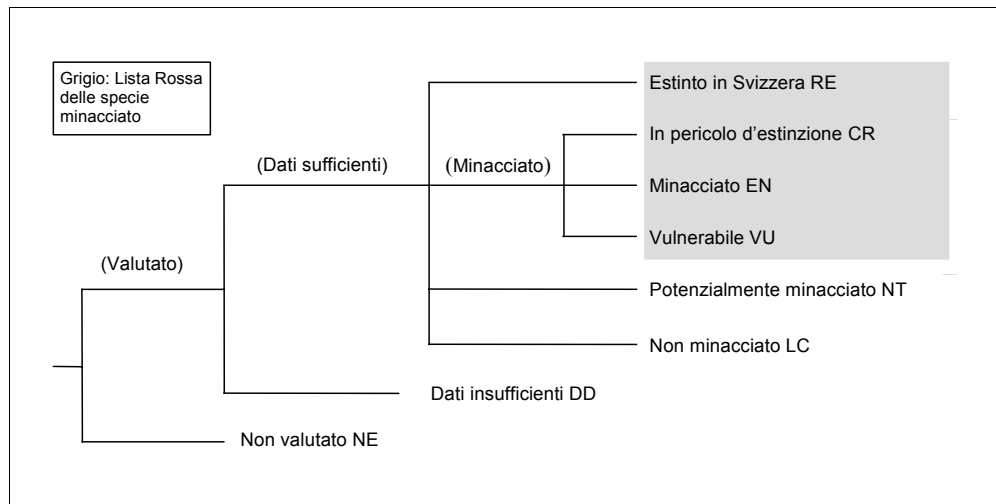 Grigio: Lista Rossa
delle specie
minacciato
Estinto in Svizzera RE
In pericolo d'estinzione CR
(Dati sufficienti)
(Minacciato)
Minacciato EN
Vulnerabile VU
(Valutato)
Potenzialmente minacciato NT
Non minacciato LC
Dati insufficienti DD
Non valutato NE